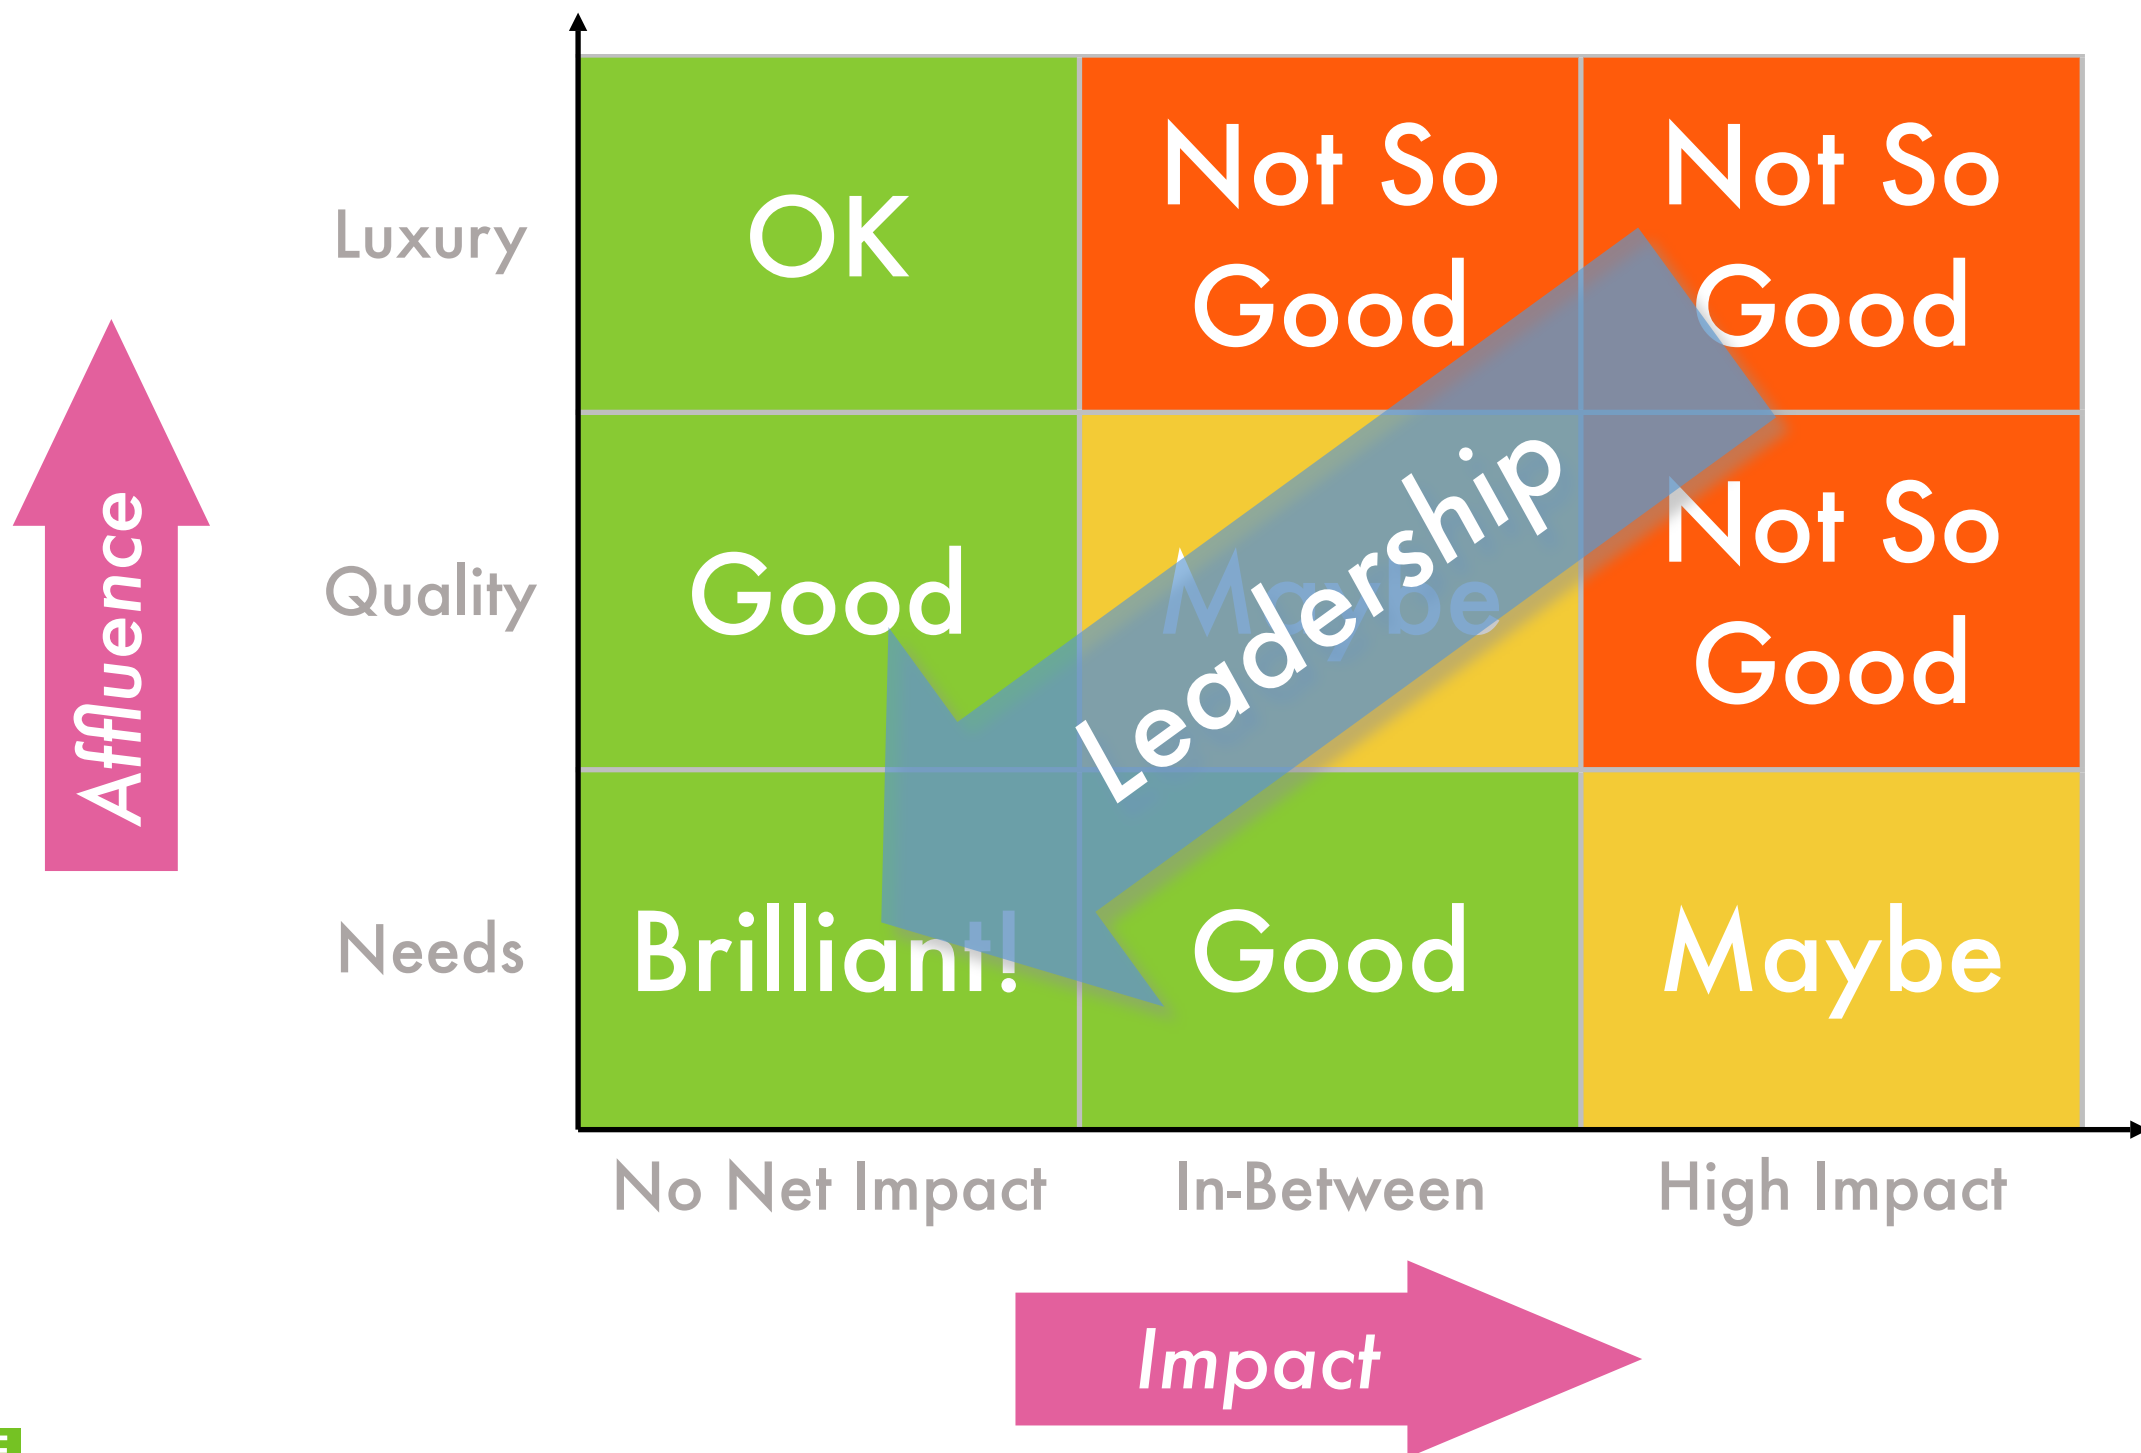 Luxury
OK
Not So
Good
Not So
Good
Affluence
Quality
Good
Maybe
Leadership
Not So
Good
Needs
Brilliant!
Good
Maybe
No Net Impact
In-Between
High Impact
Impact